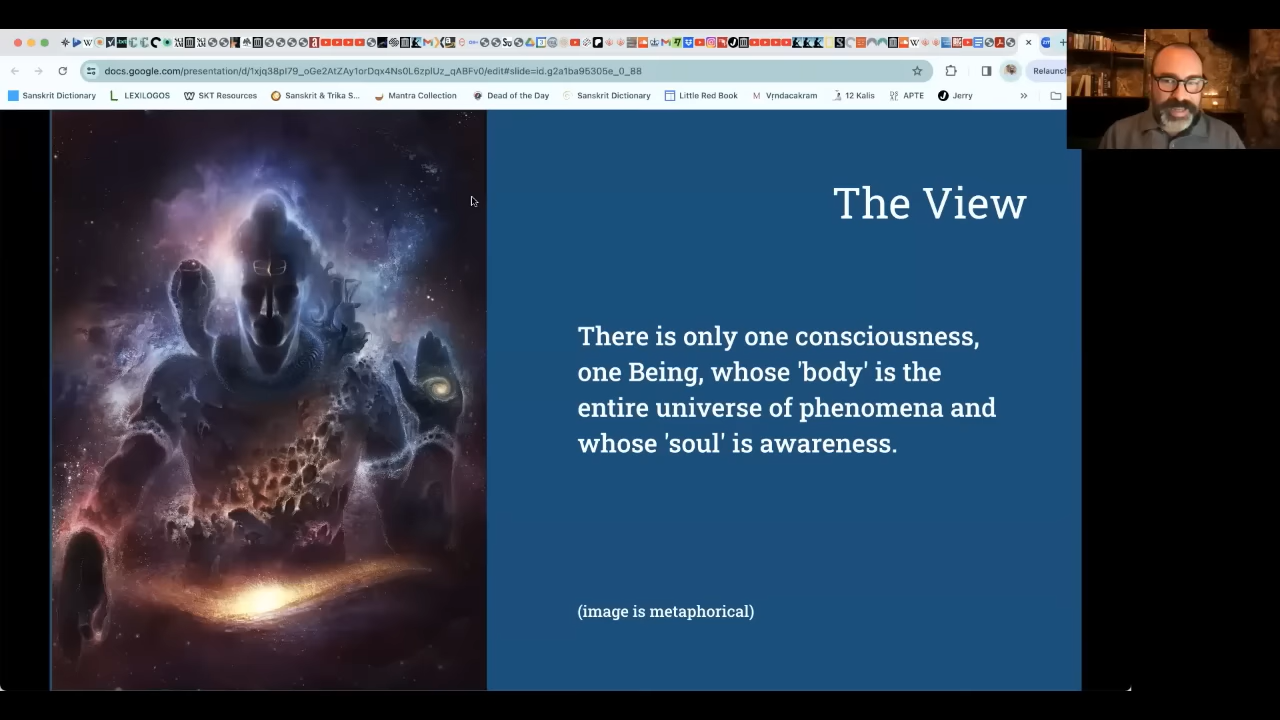 docs.google.com/presentation/d/1xjq38pI79_oGe2AtZAy1orDqx4Ns0L6zplUz_qABFv0/edit#slide=id.g2a1ba95305e_0_88
Relaunch
Sanskrit Dictionary
LEXILOGOS
SKT Resources
Sanskrit & Trika S...
Mantra Collection
Dead of the Day
Sanskrit Dictionary
Little Red Book
Vṛndacakram
12 Kalis
APTE
Jerry
The View
There is only one consciousness,
one Being, whose 'body' is the
entire universe of phenomena and
whose 'soul' is awareness.
(image is metaphorical)